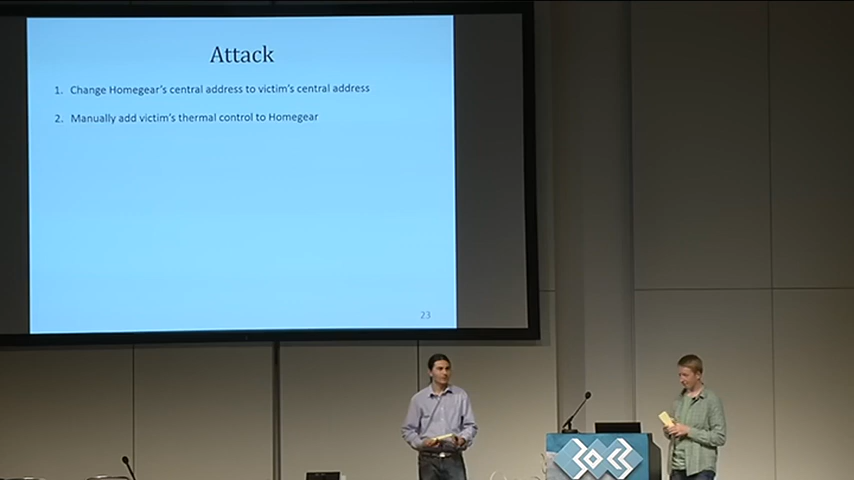 Attack
1. Change Homegear's central address to victim's central address
2. Manually add victim's thermal control to Homegear
23
30C3